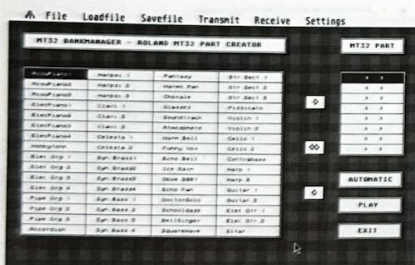 File Loadfile Savefile Transmit Receive Settings
MT32 BANKMANAGER - ROLAND MT32 PART CREATOR
MT32 PART
AcouPiano1 Harpsi 1 Fantasy Str Sect 1
AcouPiano2 Harpsi 2 Harmo Pan Str Sect 2
AcouPiano3 Harpsi 3 Chorale Str Sect 3
ElecPiano1 Clavi 1 Glasses Pizzicato
ElecPiano2 Clavi 2 Soundtrack Violin 1
ElecPiano3 Clavi 3 Atmosphere Violin 2
ElecPiano4 Celesta 1 Warm Bell Cello 1
Honkytonk Celesta 2 Funny Vox Cello 2
Elec Org 1 Syn Brass1 Echo Bell Contrabass
Elec Org 2 Syn Brass2 Ice Rain Harp 1
Elec Org 3 Syn Brass3 Oboe 2001 Harp 2
Elec Org 4 Syn Brass4 Echo Pan Guitar 1
Pipe Org 1 Syn Bass 1 DoctorSolo Guitar 2
Pipe Org 2 Syn Bass 2 Schooldaze Elec Gtr 1
Pipe Org 3 Syn Bass 3 BellSinger Elec Gtr 2
Accordion Syn Bass 4 SquareWave Sitar
AUTOMATIC
PLAY
EXIT